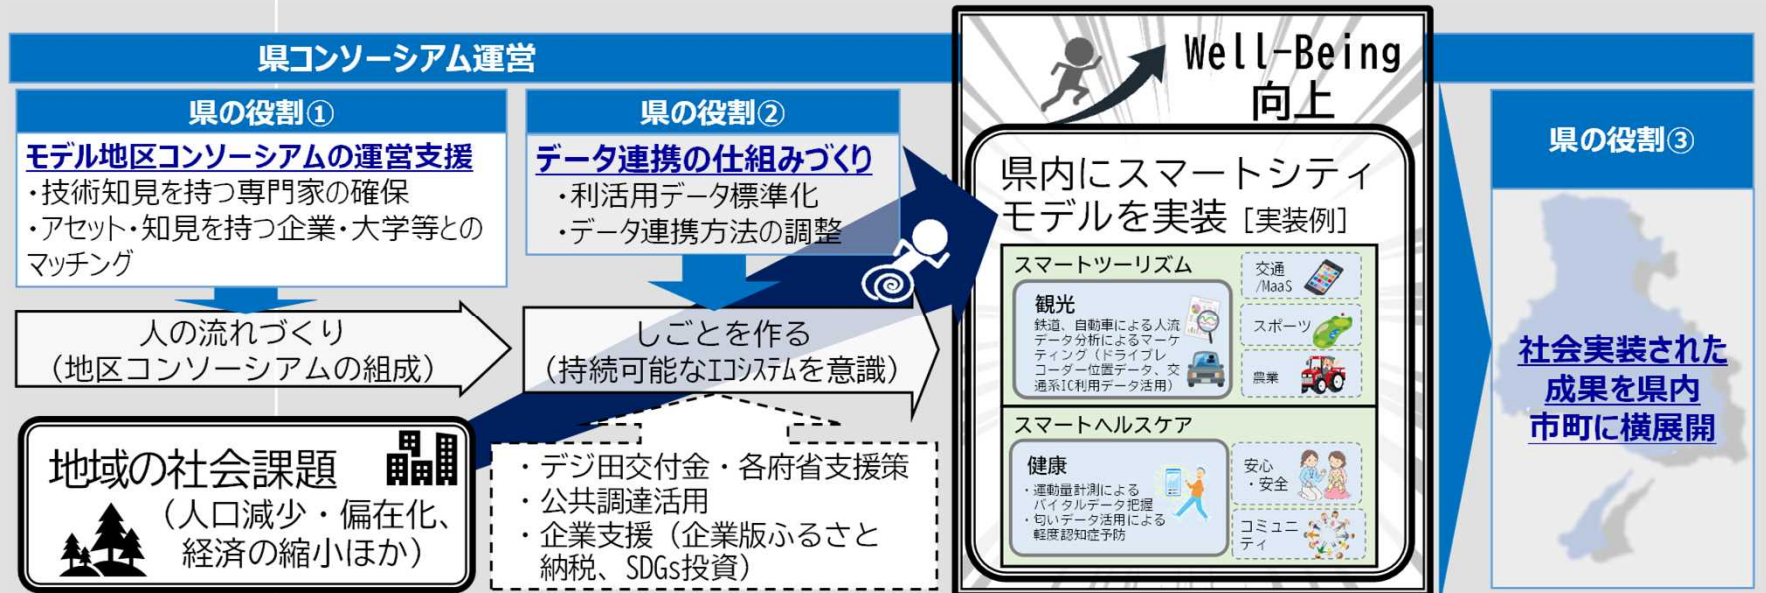 県コンソーシアム運営
県の役割①
モデル地区コンソーシアムの運営支援
・技術知見を持つ専門家の確保
・アセット・知見を持つ企業・大学等との
マッチング
人の流れづくり
(地区コンソーシアムの組成)
地域の社会課題
(人口減少・偏在化、
経済の縮小ほか)
県の役割②
データ連携の仕組みづくり
・利活用データ標準化
・データ連携方法の調整
しごとを作る
(持続可能なエコシステムを意識)
・デジ田交付金・各府省支援策
・公共調達活用
・企業支援(企業版ふるさと
納税、SDGs投資)
Well-Being
向上
県内にスマートシティ
モデルを実装 [実装例]
スマートツーリズム
観光
鉄道、自動車による人流
データ分析によるマーケ
ティング(ドライブレ
コーダー位置データ、交
通系IC利用データ活用)
交通
/MaaS
スポーツ
農業
スマートヘルスケア
健康
・運動量計測による
バイタルデータ把握
・匂いデータ活用による
軽度認知症予防
安心
・安全
コミュニ
ティ
県の役割③
社会実装された
成果を県内
市町に横展開